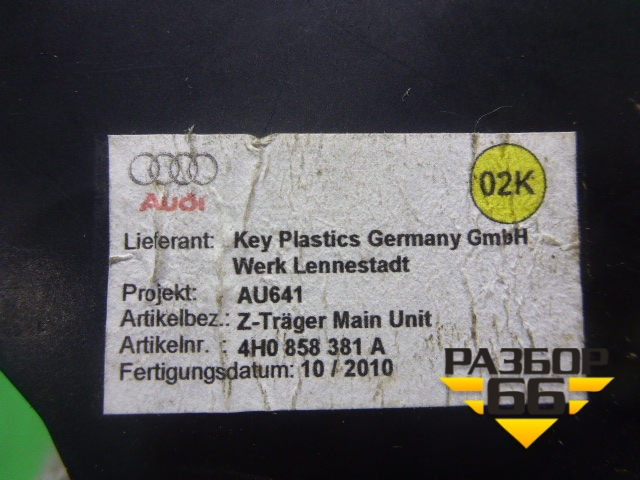 Audi
02K
Lieferant: Key Plastics Germany GmbH
Werk Lennestadt
Projekt: AU641
Artikelbez.: Z-Träger Main Unit
Artikelnr. : 4H0 858 381 A
Fertigungsdatum: 10 / 2010
РАЗБОР
66